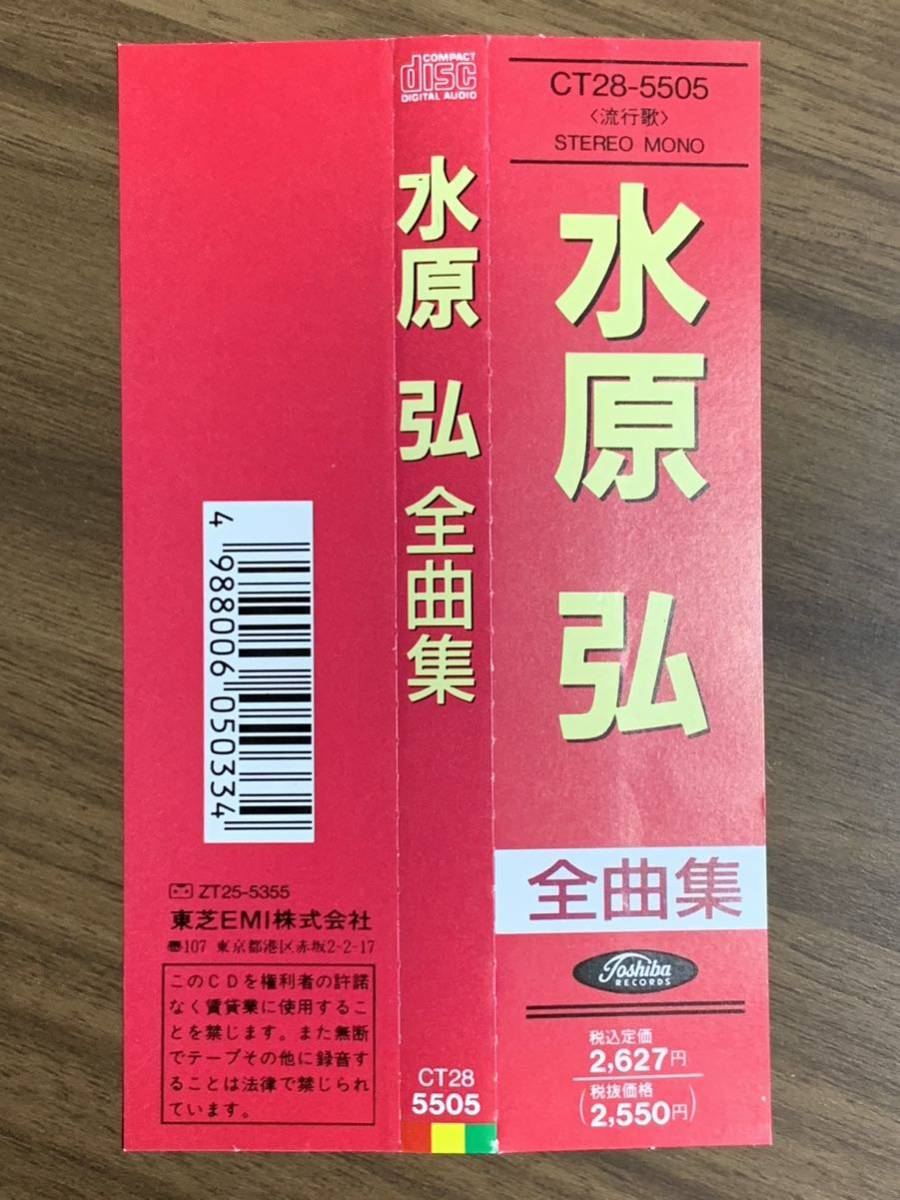 CT28-5505
〈流行歌〉
STEREO MONO
水原 弘
全曲集
Toshiba
RECORDS
税込定価
2,627円
(税抜価格
2,550円)
COMPACT
disc
DIGITAL AUDIO
水原 弘 全曲集
CT28
5505
4 988006 050334
ZT25-5355
東芝EMI株式会社
〠107 東京都港区赤坂2-2-17
このCDを権利者の許諾
なく賃貸業に使用するこ
とを禁じます。また無断
でテープその他に録音す
ることは法律で禁じられ
ています。